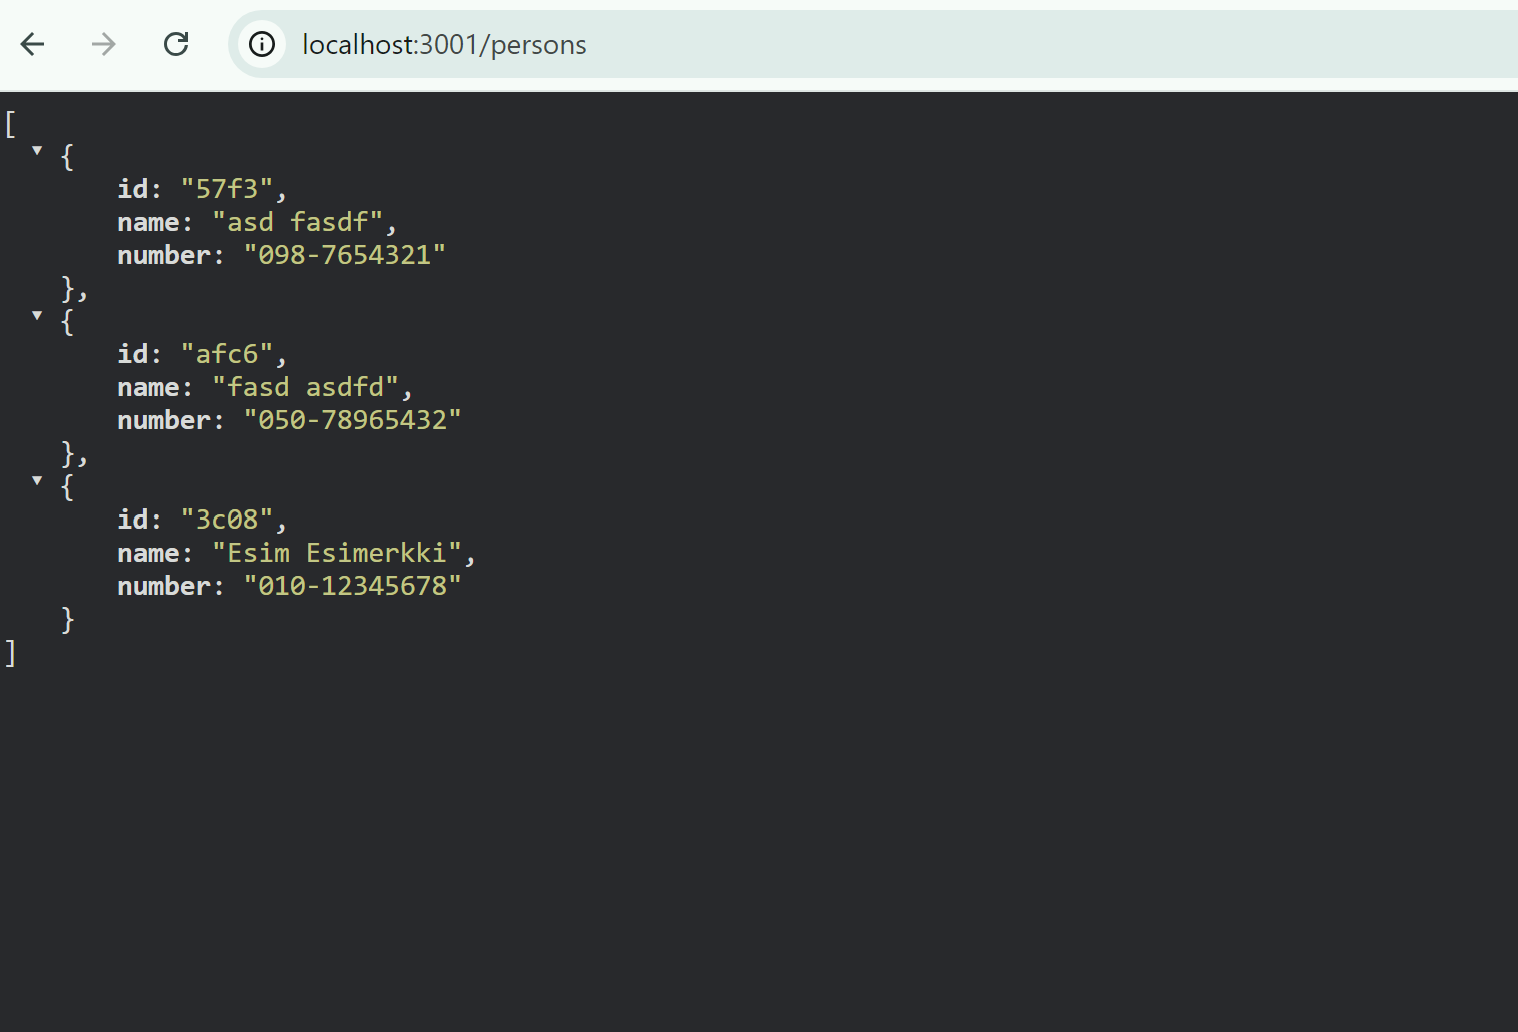 localhost:3001/persons
[
{
id: "57f3",
name: "asd fasdf",
number: "098-7654321"
},
{
id: "afc6",
name: "fasd asdfd",
number: "050-78965432"
},
{
id: "3c08",
name: "Esim Esimerkki",
number: "010-12345678"
}
]